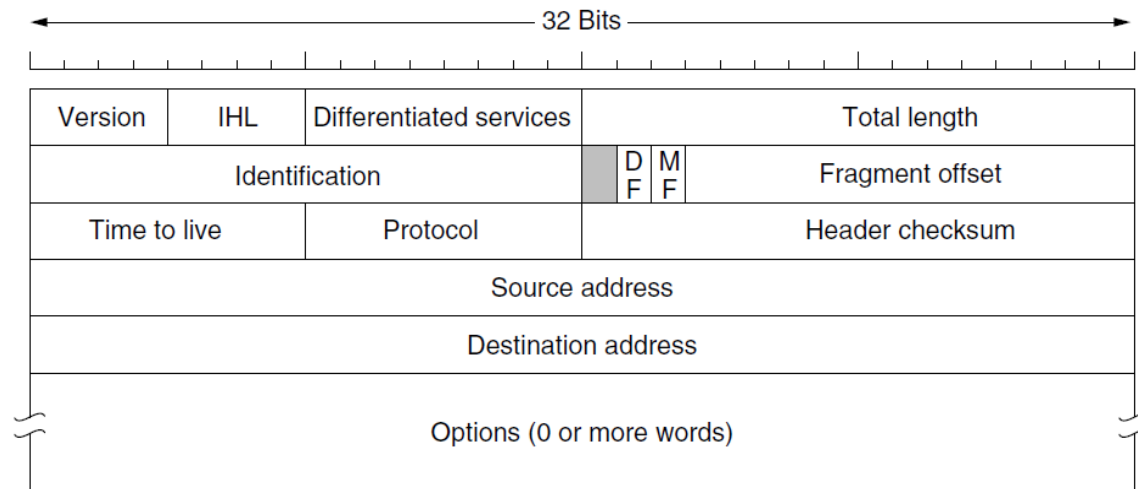 32 Bits
Version IHL Differentiated services Total length
Identification D F M F Fragment offset
Time to live Protocol Header checksum
Source address
Destination address
Options (0 or more words)